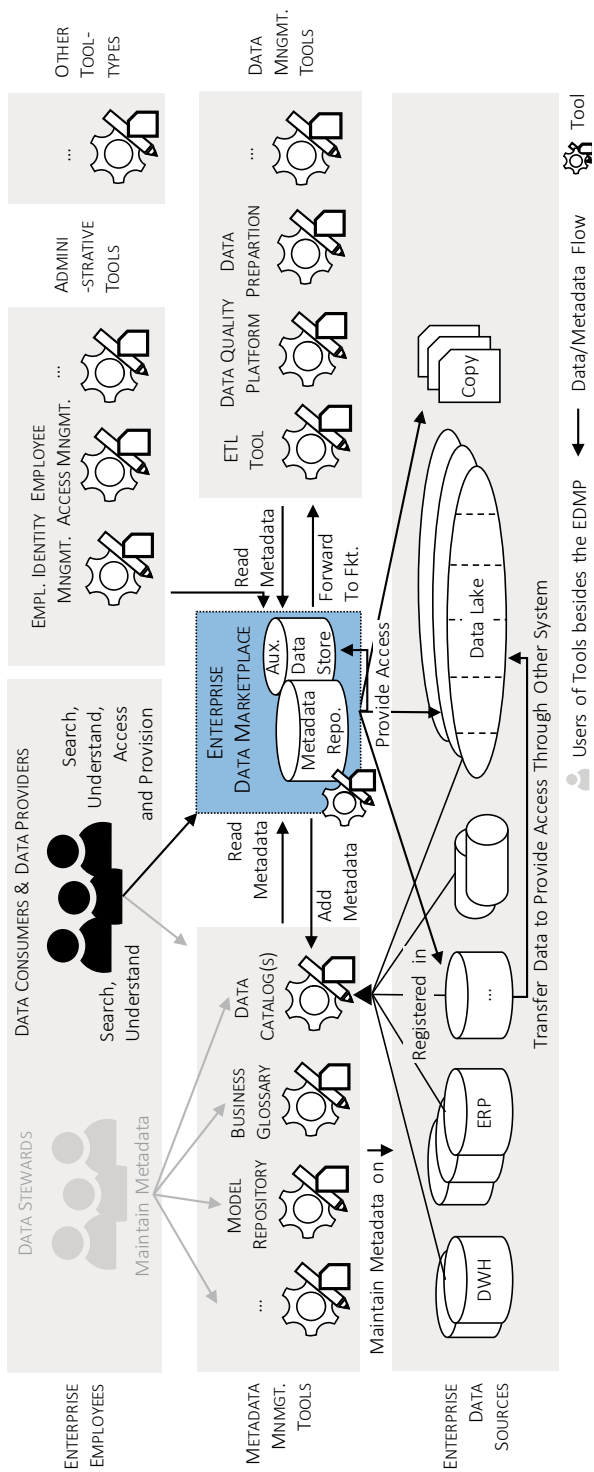 ENTERPRISE
EMPLOYEES
DATA STEWARDS
Maintain Metadata
DATA CONSUMERS & DATA PROVIDERS
Search,
Understand
Search,
Understand,
Access
and Provision
EMPL. IDENTITY
MNGMT.
EMPLOYEE
ACCESS MNGMT.
...
ADMINI
-STRATIVE
TOOLS
...
OTHER
TOOL-
TYPES
METADATA
MNMGT.
TOOLS
...
MODEL
REPOSITORY
BUSINESS
GLOSSARY
DATA
CATALOG(S)
Read
Metadata
Add
Metadata
ENTERPRISE
DATA MARKETPLACE
Metadata
Repo.
Aux.
Data
Store
Read
Metadata
Forward
To Fkt.
ETL
TOOL
DATA QUALITY
PLATFORM
DATA
PREPARTION
...
DATA
MNGMT.
TOOLS
Maintain Metadata on
Registered in
Provide Access
ENTERPRISE
DATA
SOURCES
DWH
ERP
...
Data Lake
Copy
Transfer Data to Provide Access Through Other System
Users of Tools besides the EDMP
Data/Metadata Flow
Tool